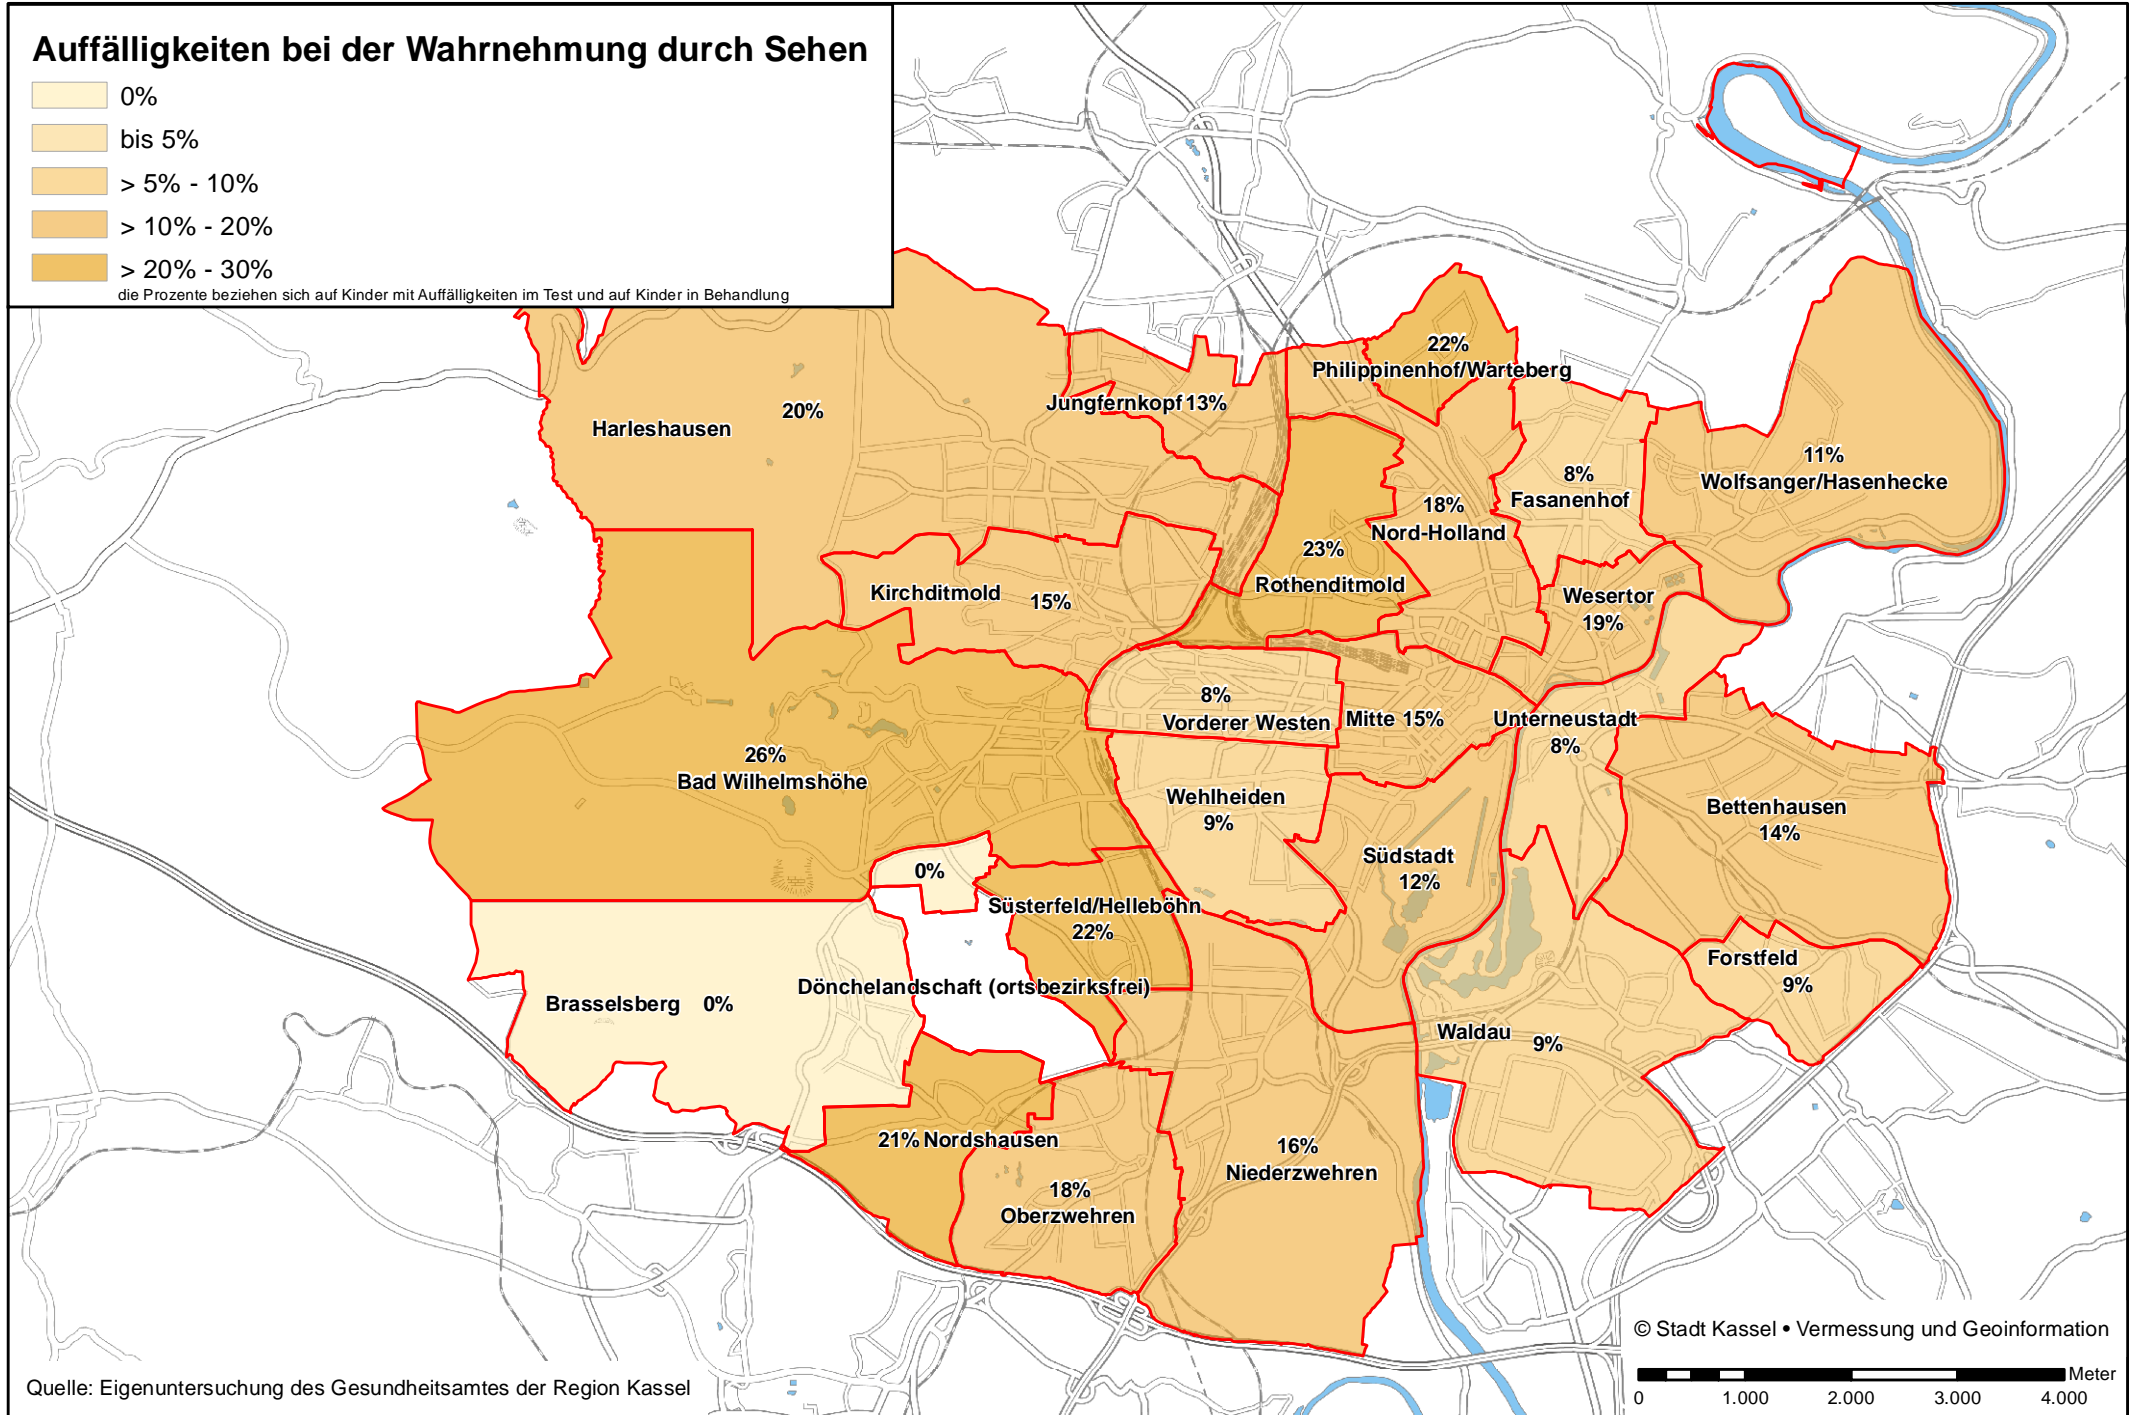 Auffälligkeiten bei der Wahrnehmung durch Sehen
0%
bis 5%
> 5% - 10%
> 10% - 20%
> 20% - 30%
die Prozente beziehen sich auf Kinder mit Auffälligkeiten im Test und auf Kinder in Behandlung
22%
Philippinenhof/Warteberg
Jungfernkopf 13%
20%
Harleshausen
11%
Wolfsanger/Hasenhecke
8%
Fasanenhof
18%
Nord-Holland
23%
Rothenditmold
Kirchditmold 15%
Wesertor
19%
8%
Vorderer Westen
Mitte 15%
Unterneustadt
8%
26%
Bad Wilhelmshöhe
Wehlheiden
9%
Bettenhausen
14%
Südstadt
12%
0%
Süsterfeld/Helleböhn
22%
Forstfeld
9%
Dönchelandschaft (ortsbezirksfrei)
Brasselsberg 0%
Waldau 9%
21% Nordshausen
16%
Niederzwehren
18%
Oberzwehren
© Stadt Kassel • Vermessung und Geoinformation
Meter
0 1.000 2.000 3.000 4.000
Quelle: Eigenuntersuchung des Gesundheitsamtes der Region Kassel